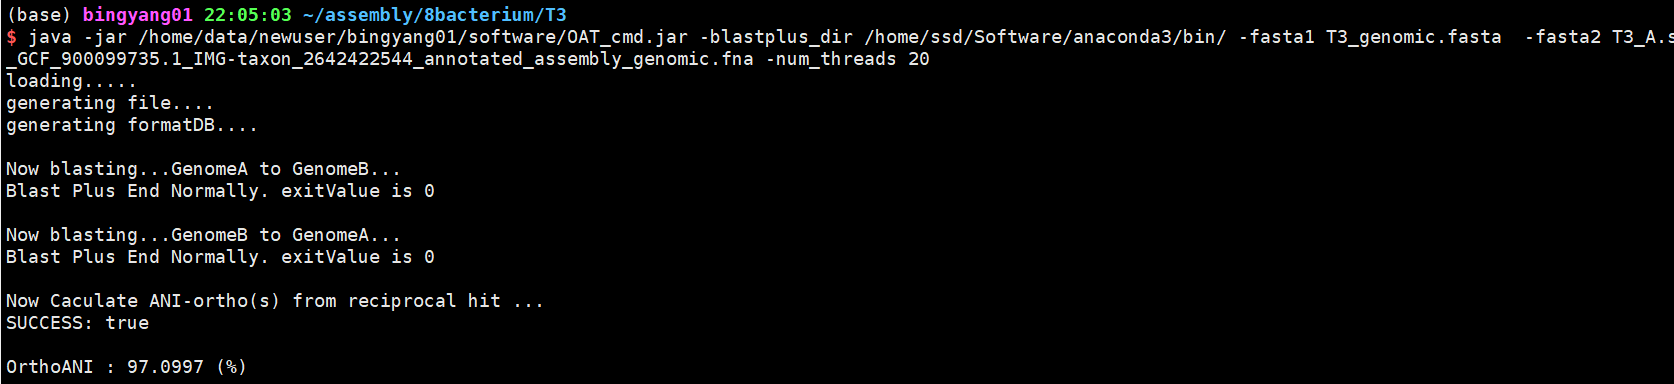 (base) bingyang01 22:05:03 ~/assembly/8bacterium/T3
$ java -jar /home/data/newuser/bingyang01/software/OAT_cmd.jar -blastplus_dir /home/ssd/Software/anaconda3/bin/ -fasta1 T3_genomic.fasta  -fasta2 T3_A.s
_GCF_900099735.1_IMG-taxon_2642422544_annotated_assembly_genomic.fna -num_threads 20
loading.....
generating file....
generating formatDB....
Now blasting...GenomeA to GenomeB...
Blast Plus End Normally. exitValue is 0
Now blasting...GenomeB to GenomeA...
Blast Plus End Normally. exitValue is 0
Now Caculate ANI-ortho(s) from reciprocal hit ...
SUCCESS: true
OrthoANI : 97.0997 (%)